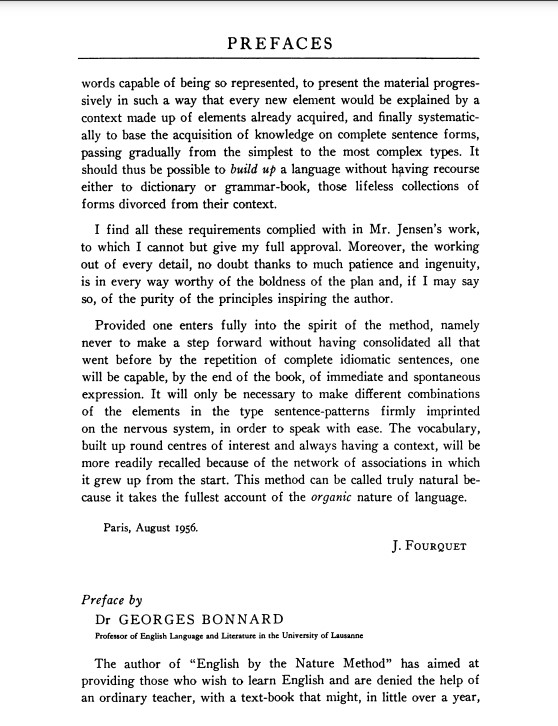 PREFACES
words capable of being so represented, to present the material progres-
sively in such a way that every new element would be explained by a
context made up of elements already acquired, and finally systematic-
ally to base the acquisition of knowledge on complete sentence forms,
passing gradually from the simplest to the most complex types. It
should thus be possible to build up a language without having recourse
either to dictionary or grammar-book, those lifeless collections of
forms divorced from their context.
I find all these requirements complied with in Mr. Jensen's work,
to which I cannot but give my full approval. Moreover, the working
out of every detail, no doubt thanks to much patience and ingenuity,
is in every way worthy of the boldness of the plan and, if I may say
so, of the purity of the principles inspiring the author.
Provided one enters fully into the spirit of the method, namely
never to make a step forward without having consolidated all that
went before by the repetition of complete idiomatic sentences, one
will be capable, by the end of the book, of immediate and spontaneous
expression. It will only be necessary to make different combinations
of the elements in the type sentence-patterns firmly imprinted
on the nervous system, in order to speak with ease. The vocabulary,
built up round centres of interest and always having a context, will be
more readily recalled because of the network of associations in which
it grew up from the start. This method can be called truly natural be-
cause it takes the fullest account of the organic nature of language.
Paris, August 1956.
J. FOURQUET
Preface by
Dr GEORGES BONNARD
Professor of English Language and Literature in the University of Lausanne
The author of "English by the Nature Method" has aimed at
providing those who wish to learn English and are denied the help of
an ordinary teacher, with a text-book that might, in little over a year,